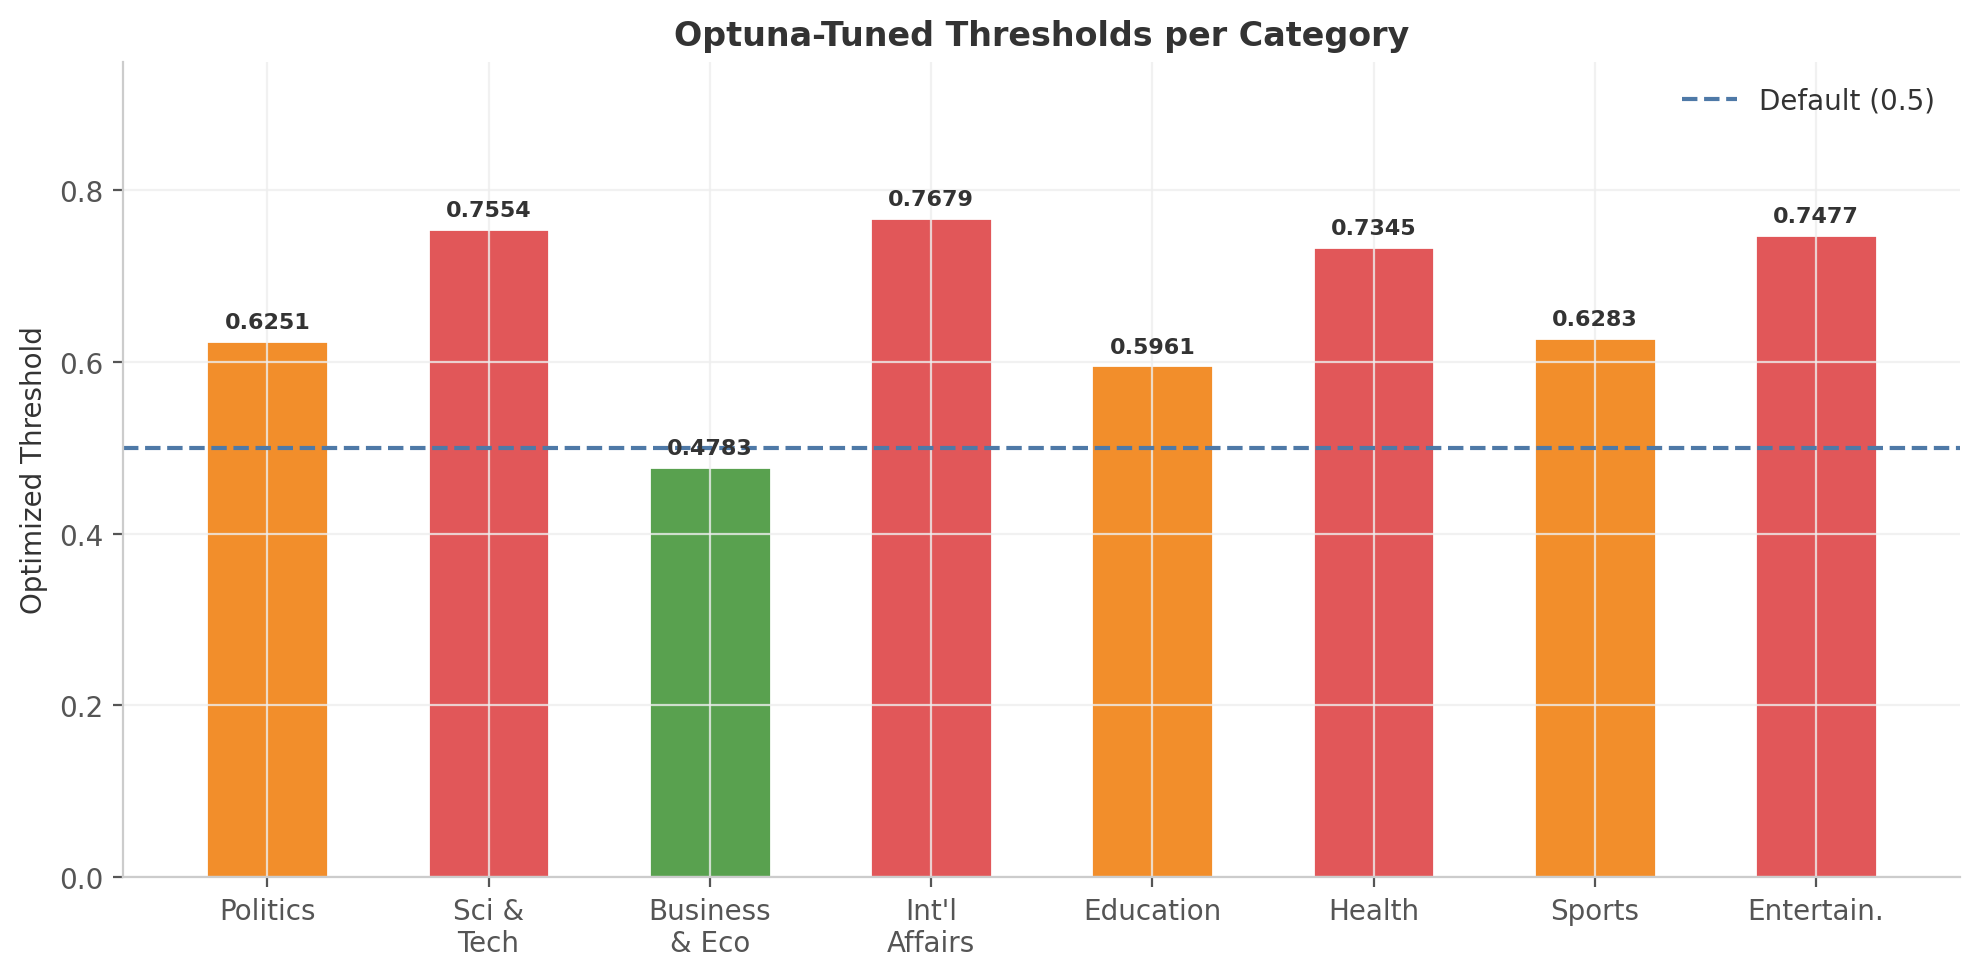 Optuna-Tuned Thresholds per Category
Default (0.5)
Optimized Threshold
0.8
0.6
0.4
0.2
0.0
0.6251
0.7554
0.4783
0.7679
0.5961
0.7345
0.6283
0.7477
Politics
Sci &
Tech
Business
& Eco
Int'l
Affairs
Education
Health
Sports
Entertain.